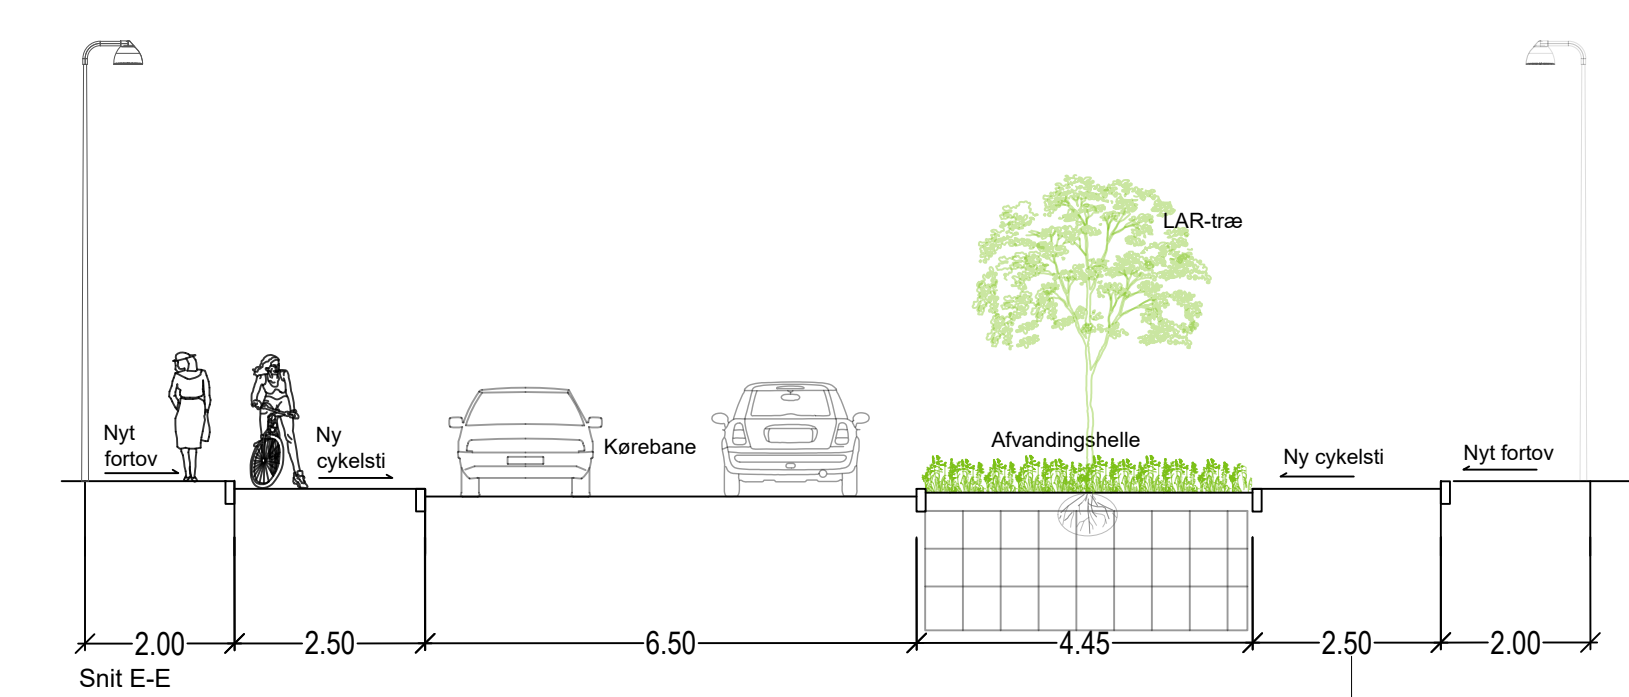 LAR-træ
Nyt
fortov
Ny
cykelsti
Kørebane
Afvandingshelle
Ny cykelsti
Nyt fortov
2.00
2.50
6.50
4.45
2.50
2.00
Snit E-E